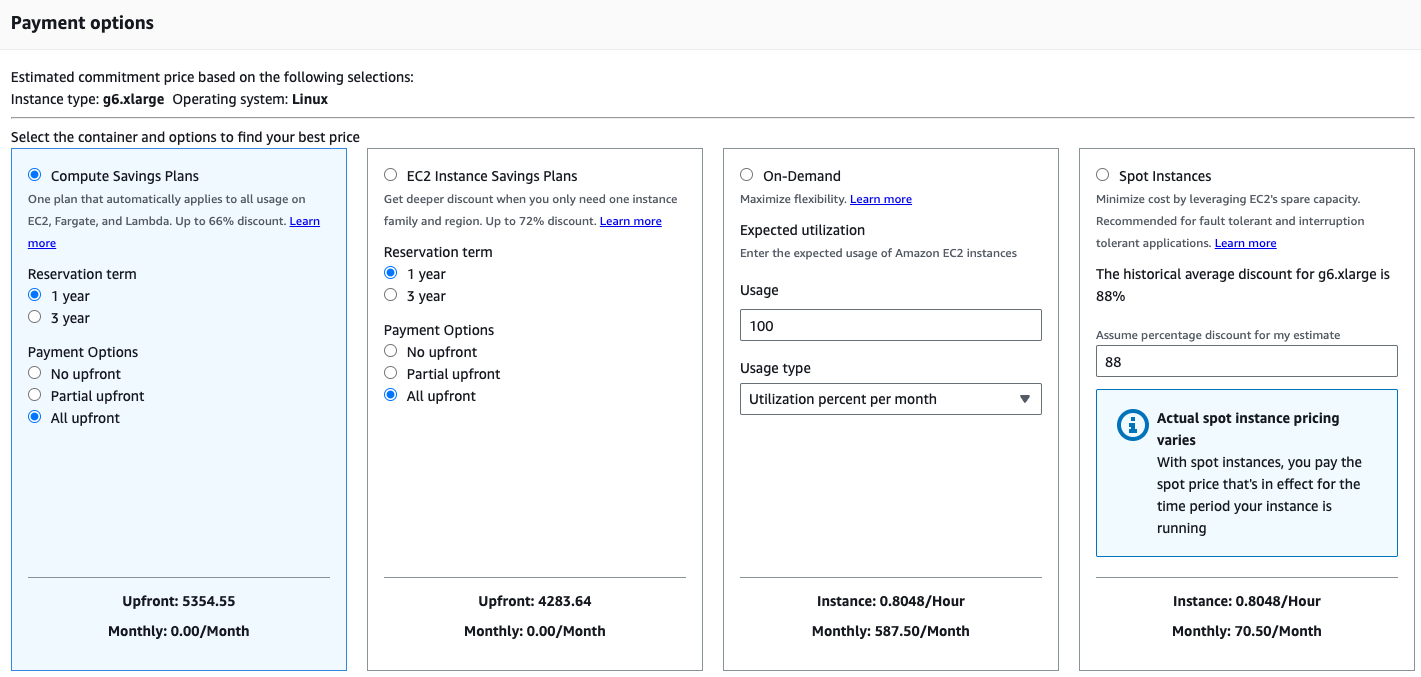 Payment options
Estimated commitment price based on the following selections:
Instance type: g6.xlarge Operating system: Linux
Select the container and options to find your best price
Compute Savings Plans
One plan that automatically applies to all usage on
EC2, Fargate, and Lambda. Up to 66% discount. Learn
more
Reservation term
1 year
3 year
Payment Options
No upfront
Partial upfront
All upfront
Upfront: 5354.55
Monthly: 0.00/Month
EC2 Instance Savings Plans
Get deeper discount when you only need one instance
family and region. Up to 72% discount. Learn more
Reservation term
1 year
3 year
Payment Options
No upfront
Partial upfront
All upfront
Upfront: 4283.64
Monthly: 0.00/Month
On-Demand
Maximize flexibility. Learn more
Expected utilization
Enter the expected usage of Amazon EC2 instances
Usage
100
Usage type
Utilization percent per month
Instance: 0.8048/Hour
Monthly: 587.50/Month
Spot Instances
Minimize cost by leveraging EC2's spare capacity.
Recommended for fault tolerant and interruption
tolerant applications. Learn more
The historical average discount for g6.xlarge is
88%
Assume percentage discount for my estimate
88
Actual spot instance pricing
varies
With spot instances, you pay the
spot price that's in effect for the
time period your instance is
running
Instance: 0.8048/Hour
Monthly: 70.50/Month